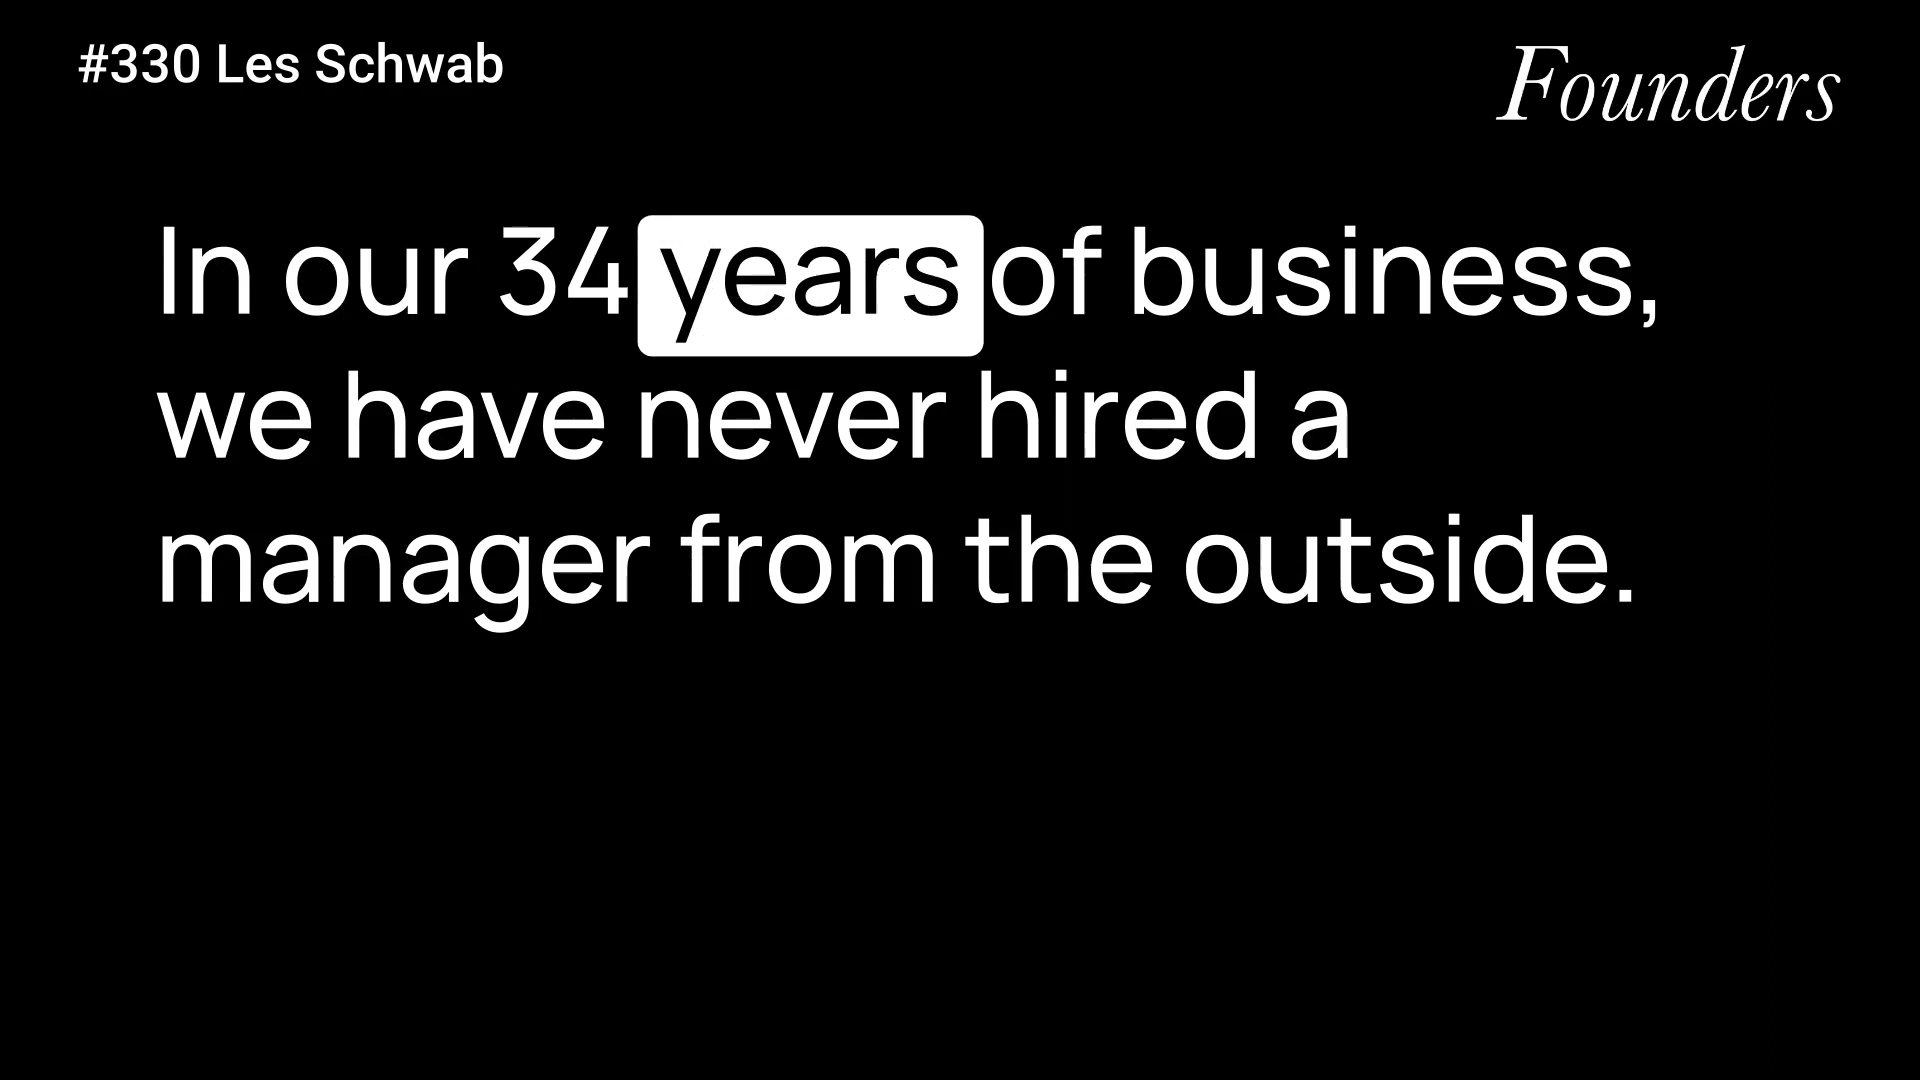 #330 Les Schwab
Founders
In our 34 years of business,
we have never hired a
manager from the outside.